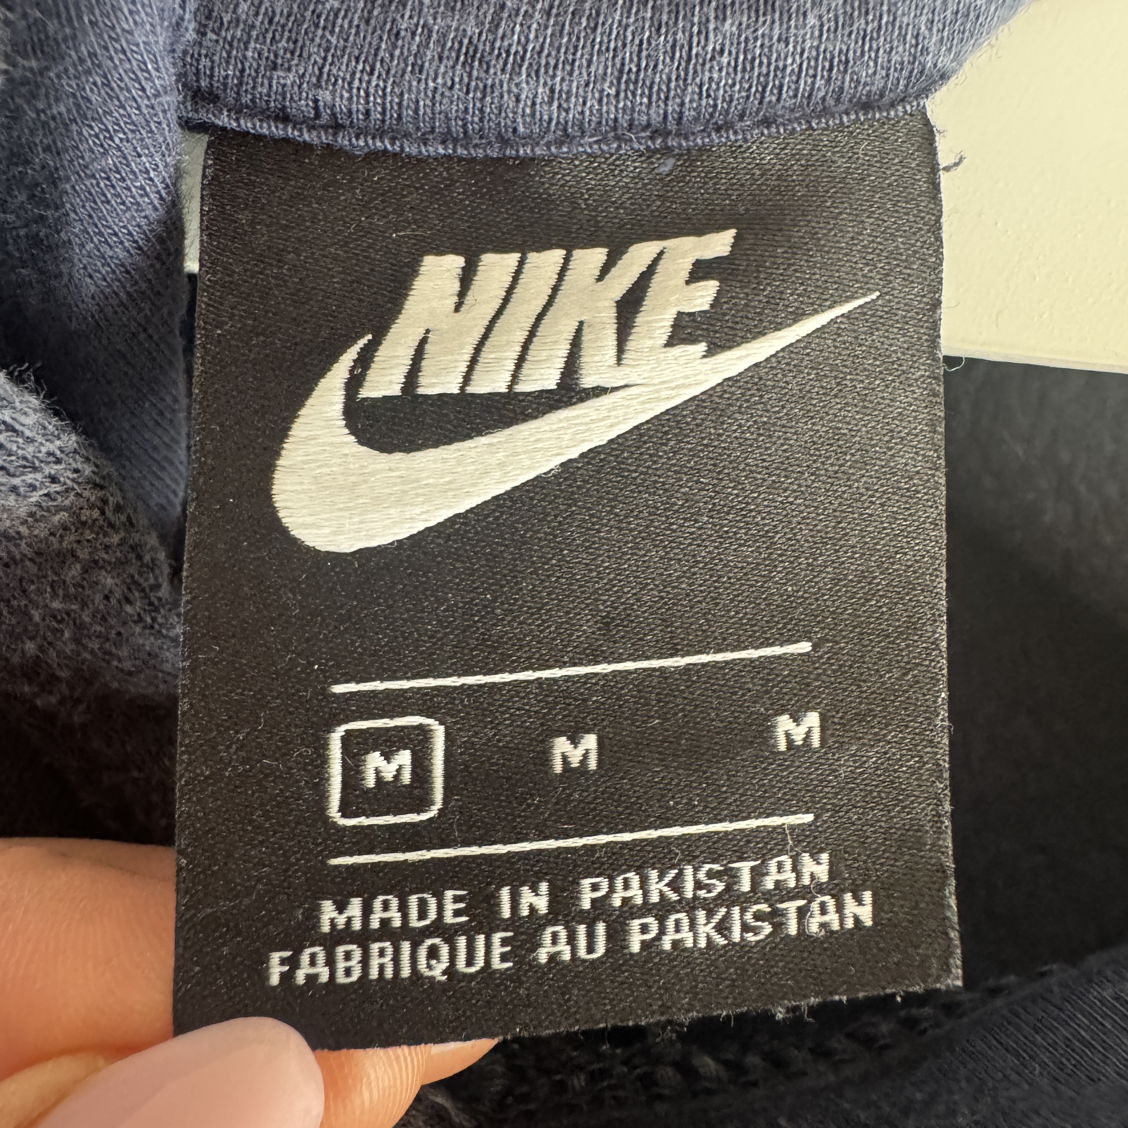 NIKE
M M M
MADE IN PAKISTAN
FABRIQUE AU PAKISTAN